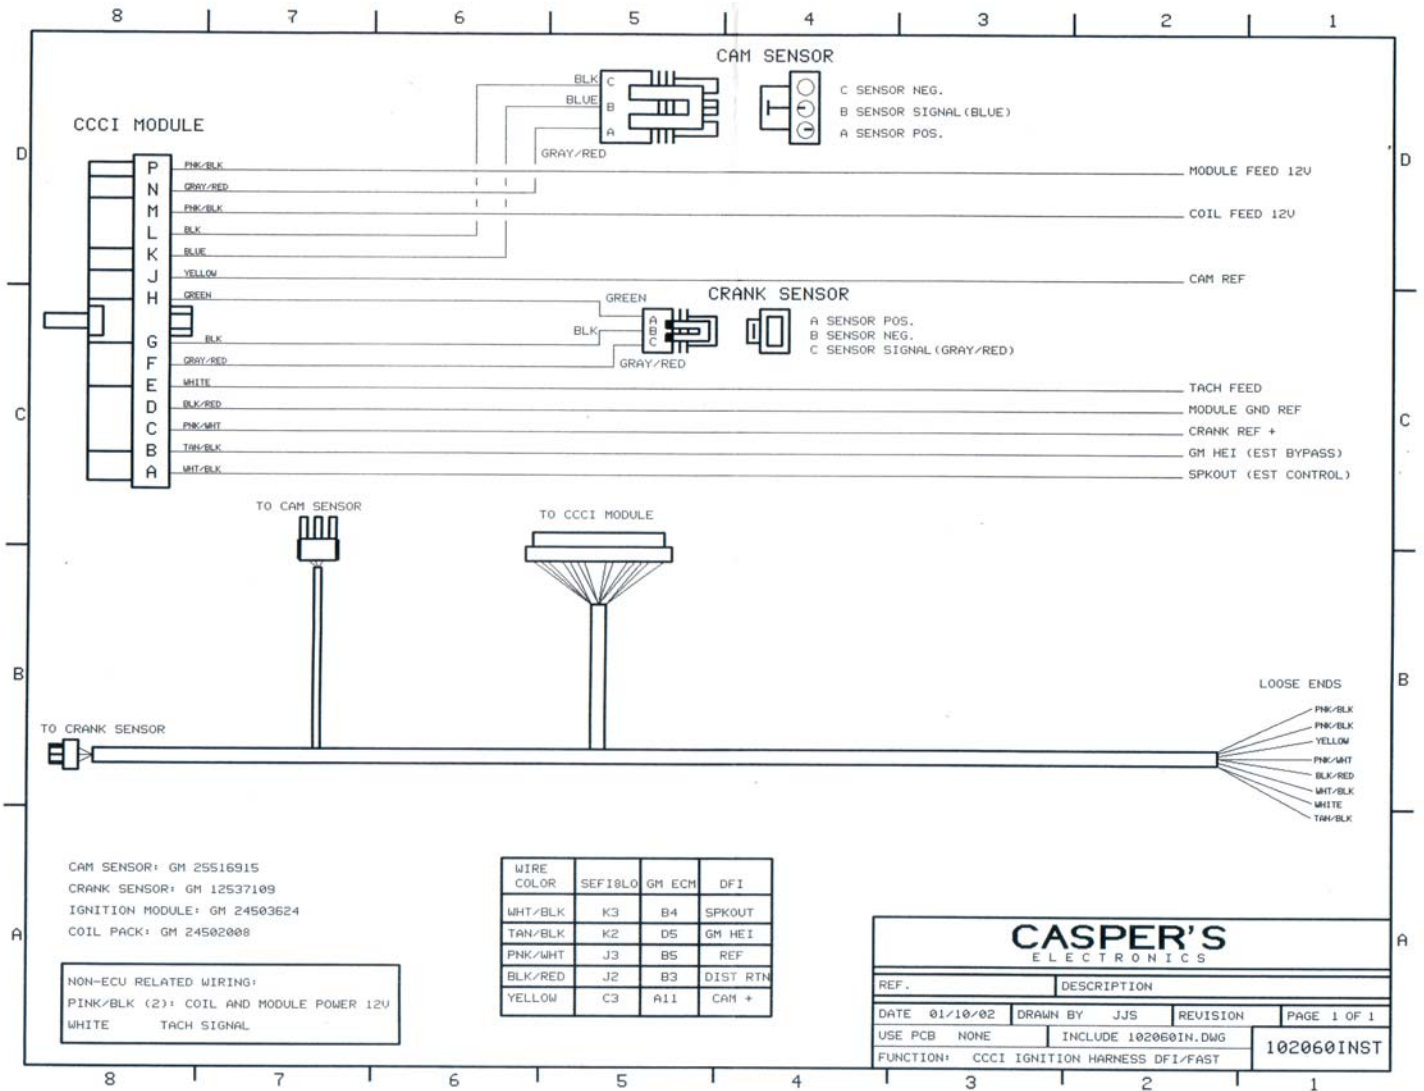 8 7 6 5 4 3 2 1
CAM SENSOR
BLK C
BLUE B
A
GRAY/RED
C SENSOR NEG.
B SENSOR SIGNAL(BLUE)
A SENSOR POS.
CCCI MODULE
D D
P PNK/BLK MODULE FEED 12V
N GRAY/RED
M PNK/BLK COIL FEED 12V
L BLK
K BLUE
J YELLOW CAM REF
H GREEN
CRANK SENSOR
GREEN A
BLK B
C
GRAY/RED
A SENSOR POS.
B SENSOR NEG.
C SENSOR SIGNAL(GRAY/RED)
G BLK
F GRAY/RED
E WHITE TACH FEED
D BLK/RED MODULE GND REF
C C
C PNK/WHT CRANK REF +
B TAN/BLK GM HEI (EST BYPASS)
A WHT/BLK SPKOUT (EST CONTROL)
TO CAM SENSOR
TO CCCI MODULE
B B
LOOSE ENDS
PNK/BLK
PNK/BLK
YELLOW
PNK/WHT
BLK/RED
WHT/BLK
WHITE
TAN/BLK
TO CRANK SENSOR
CAM SENSOR: GM 25516915
CRANK SENSOR: GM 12537109
IGNITION MODULE: GM 24503624
COIL PACK: GM 24502008
A A
NON-ECU RELATED WIRING:
PINK/BLK (2): COIL AND MODULE POWER 12V
WHITE TACH SIGNAL
WIRE COLOR SEFI8LO GM ECM DFI
WHT/BLK K3 B4 SPKOUT
TAN/BLK K2 D5 GM HEI
PNK/WHT J3 B5 REF
BLK/RED J2 B3 DIST RTN
YELLOW C3 A11 CAM +
CASPER'S
ELECTRONICS
REF. DESCRIPTION
DATE 01/10/02 DRAWN BY JJS REVISION PAGE 1 OF 1
USE PCB NONE INCLUDE 102060IN.DWG
FUNCTION: CCCI IGNITION HARNESS DFI/FAST
102060INST
8 7 6 5 4 3 2 1